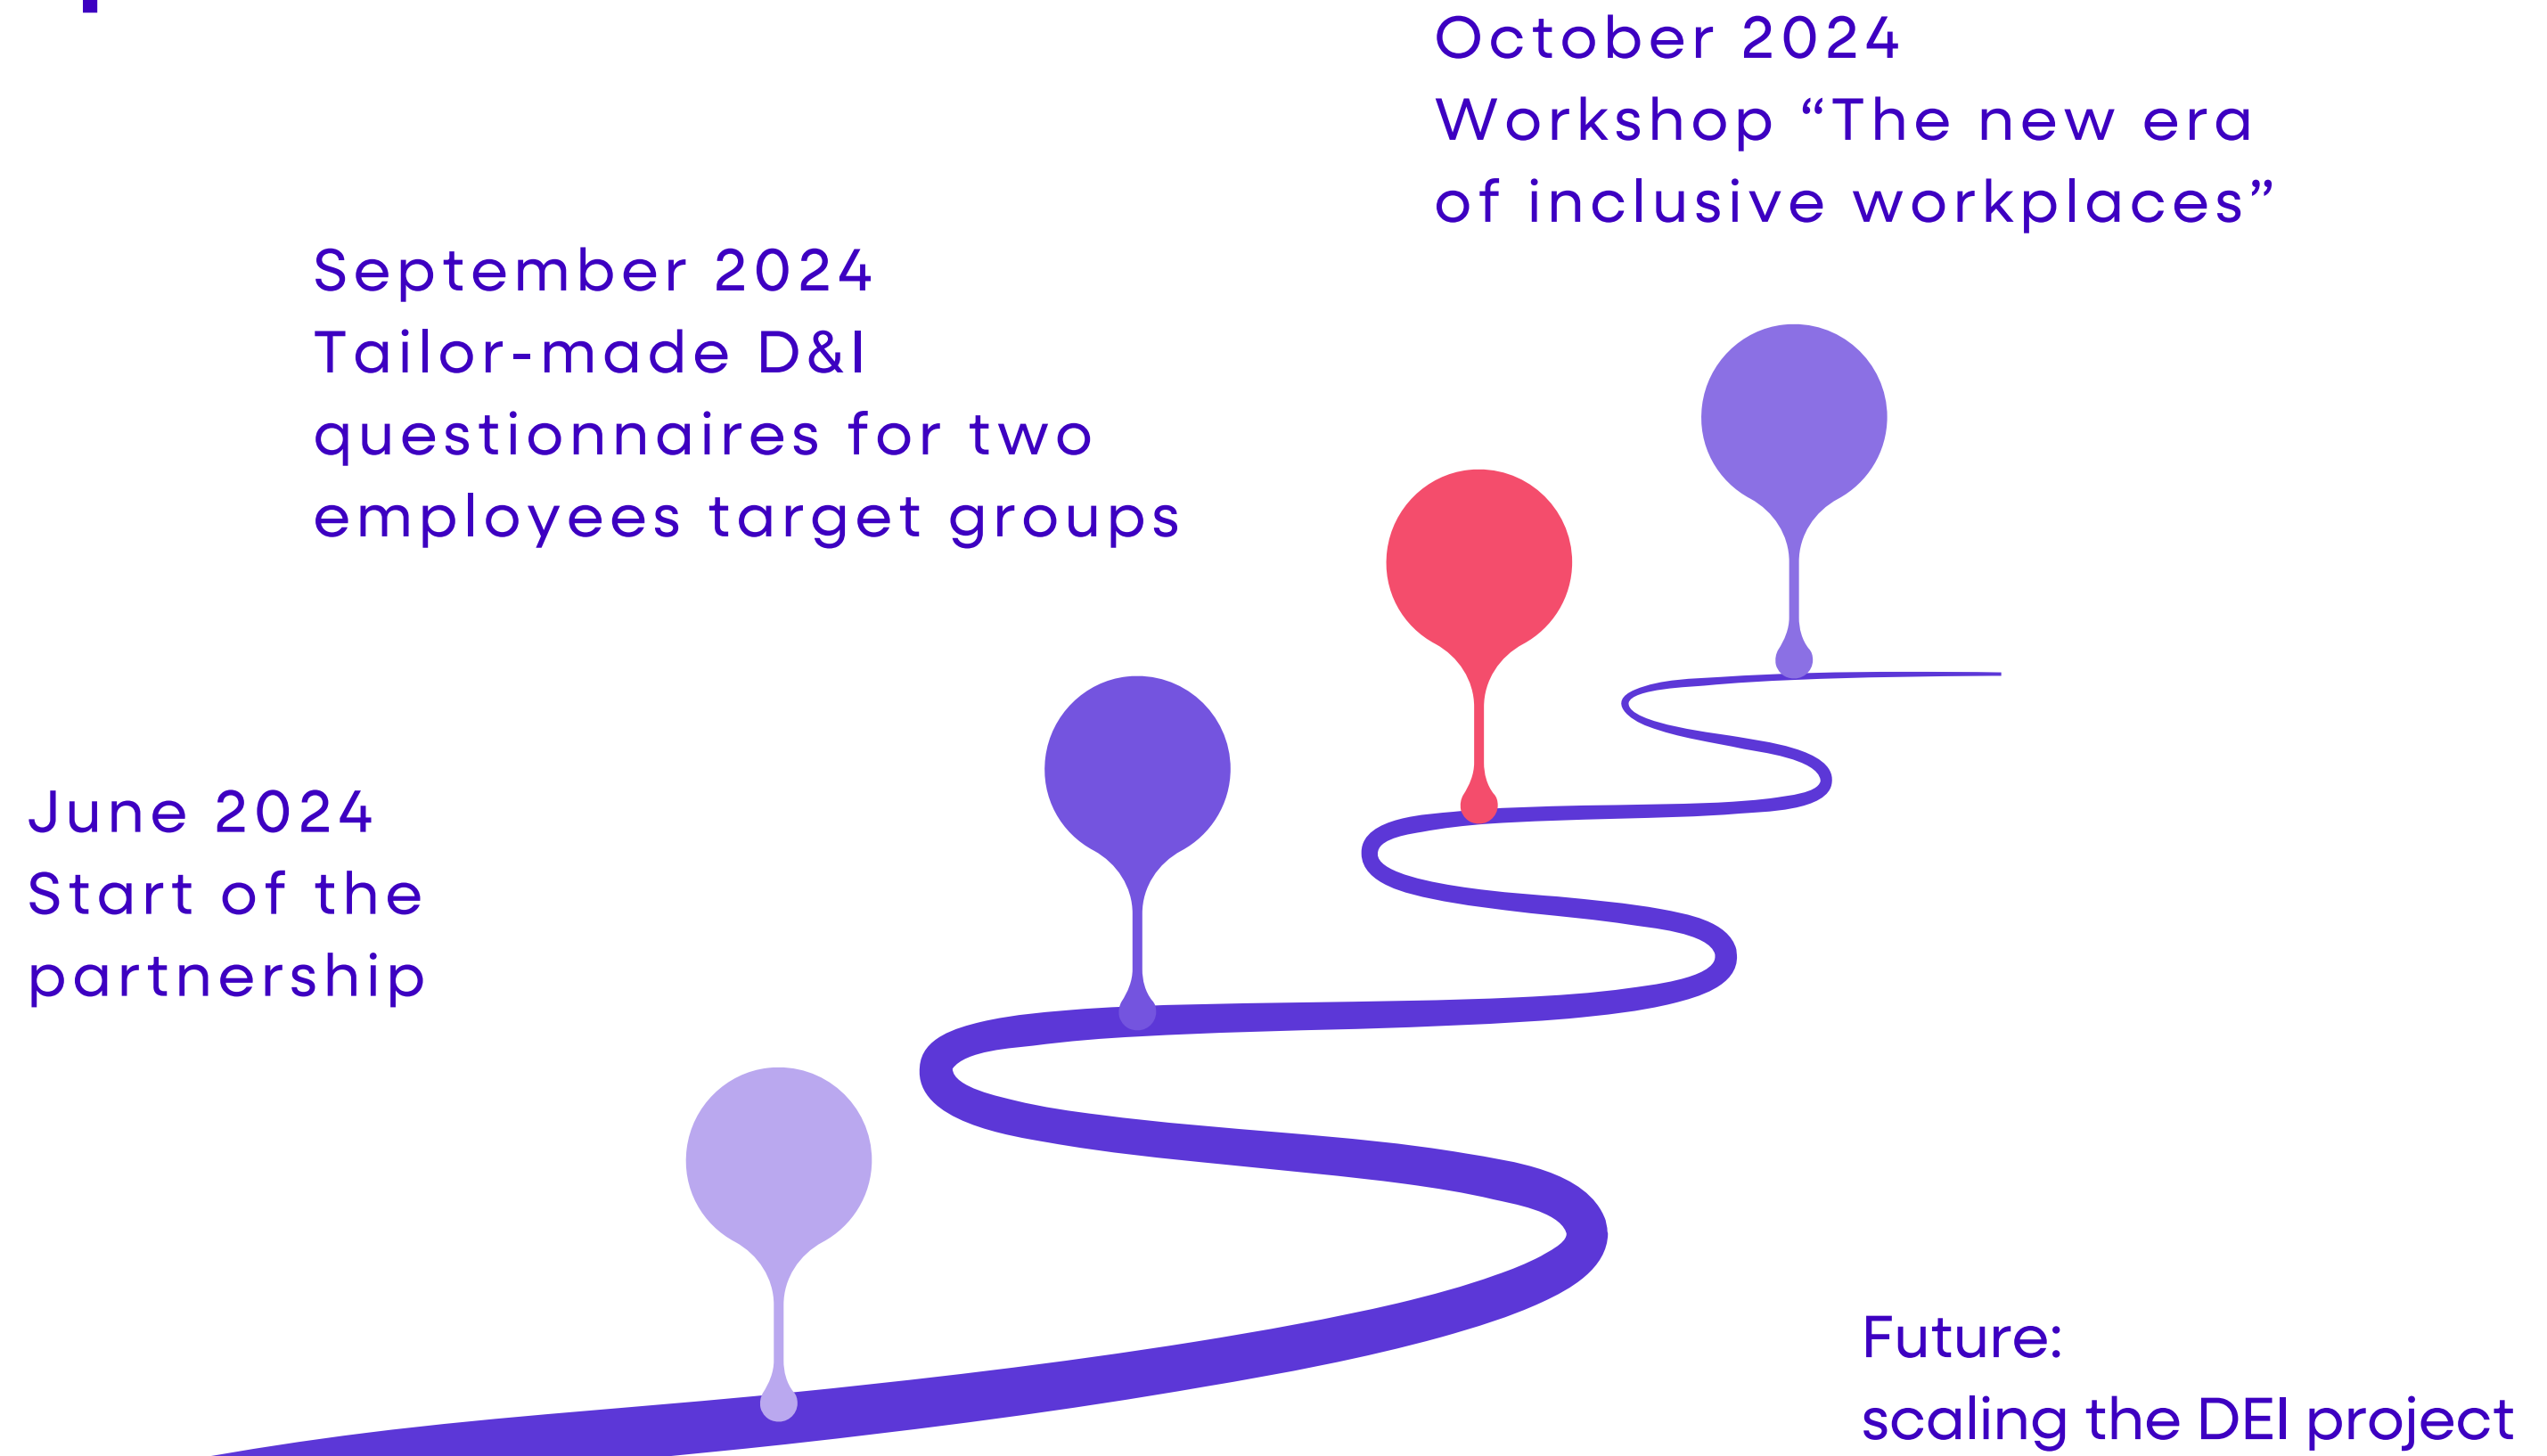 October 2024
Workshop “The new era
of inclusive workplaces”
September 2024
Tailor-made D&I
questionnaires for two
employees target groups
June 2024
Start of the
partnership
Future:
scaling the DEI project